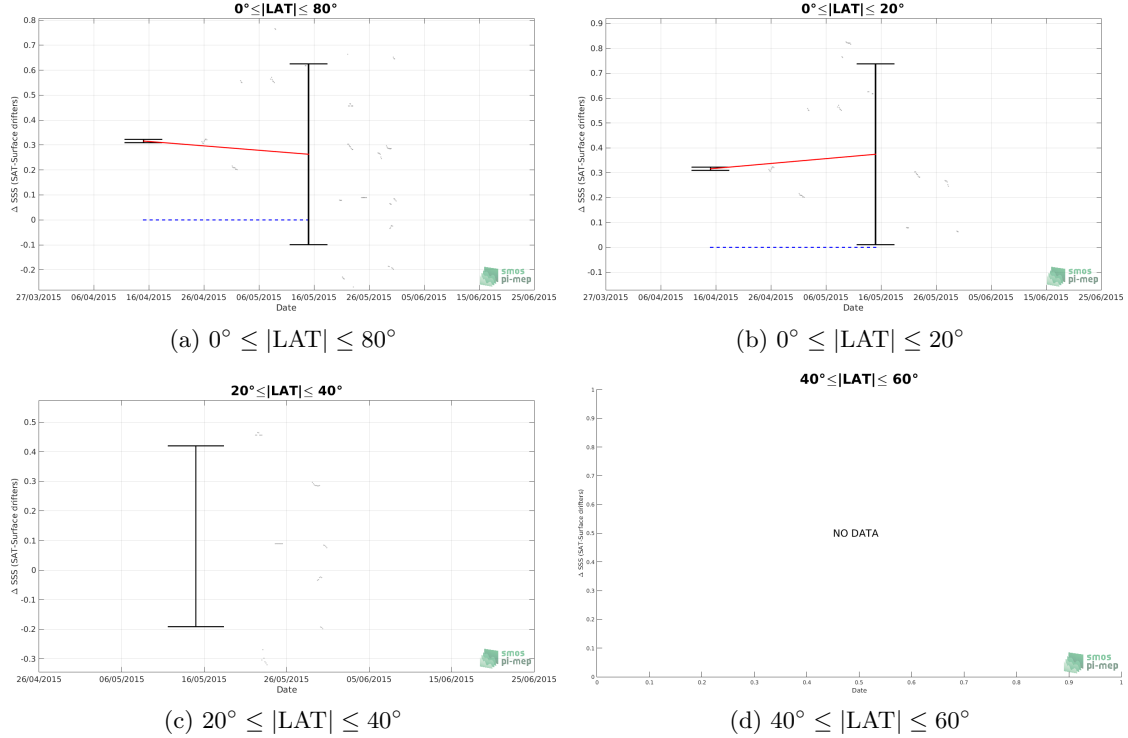 0°≤|LAT|≤ 80°
Δ SSS (SAT-Surface drifters)
0.8
0.7
0.6
0.5
0.4
0.3
0.2
0.1
0
-0.1
-0.2
27/03/2015 06/04/2015 16/04/2015 26/04/2015 06/05/2015 16/05/2015 26/05/2015 05/06/2015 15/06/2015 25/06/2015
Date
smos
pi-mep
(a) 0° ≤ |LAT| ≤ 80°
0°≤|LAT|≤ 20°
Δ SSS (SAT-Surface drifters)
0.9
0.8
0.7
0.6
0.5
0.4
0.3
0.2
0.1
0
-0.1
27/03/2015 06/04/2015 16/04/2015 26/04/2015 06/05/2015 16/05/2015 26/05/2015 05/06/2015 15/06/2015 25/06/2015
Date
smos
pi-mep
(b) 0° ≤ |LAT| ≤ 20°
20°≤|LAT|≤ 40°
Δ SSS (SAT-Surface drifters)
0.5
0.4
0.3
0.2
0.1
0
-0.1
-0.2
-0.3
26/04/2015 06/05/2015 16/05/2015 26/05/2015 05/06/2015 15/06/2015 25/06/2015
Date
smos
pi-mep
(c) 20° ≤ |LAT| ≤ 40°
40°≤|LAT|≤ 60°
Δ SSS (SAT-Surface drifters)
1
0.9
0.8
0.7
0.6
0.5
0.4
0.3
0.2
0.1
0
NO DATA
0 0.1 0.2 0.3 0.4 0.5 0.6 0.7 0.8 0.9 1
Date
smos
pi-mep
(d) 40° ≤ |LAT| ≤ 60°